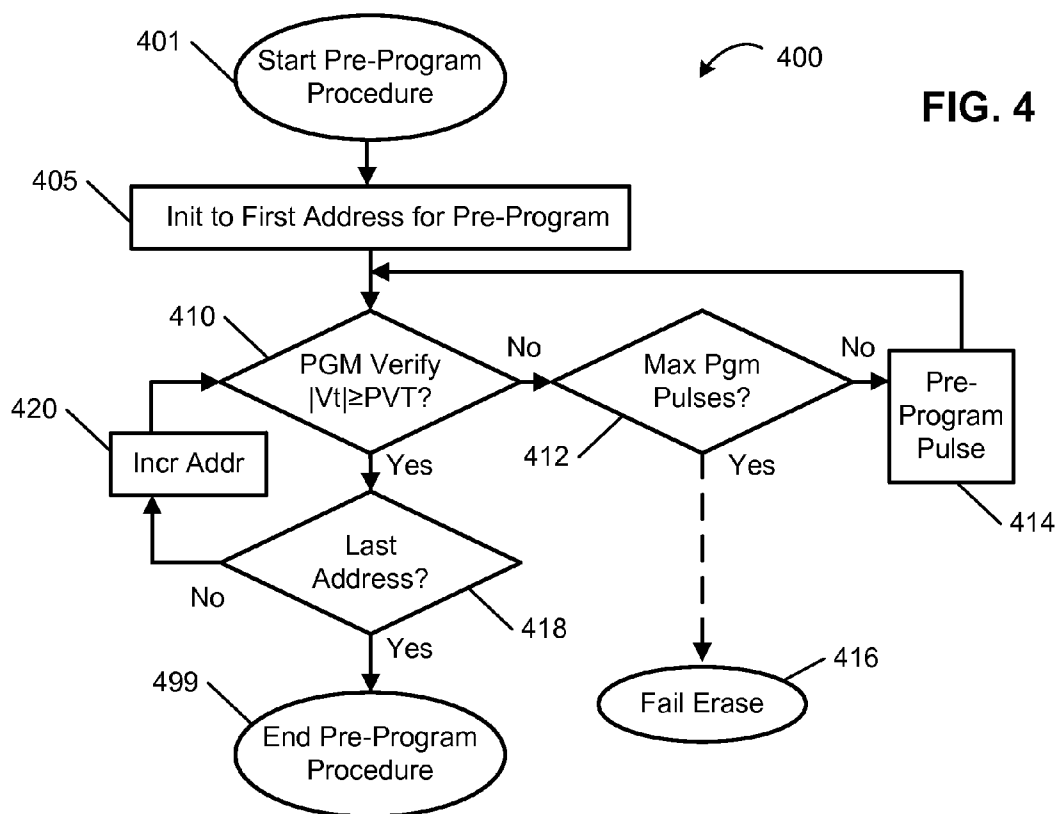 401
Start Pre-Program
Procedure
400
FIG. 4
405
Init to First Address for Pre-Program
410
PGM Verify
|Vt|≥PVT?
No
Max Pgm
Pulses?
No
Pre-
Program
Pulse
420
Incr Addr
412
Yes
Yes
414
Last
Address?
No
418
Yes
416
Fail Erase
499
End Pre-Program
Procedure